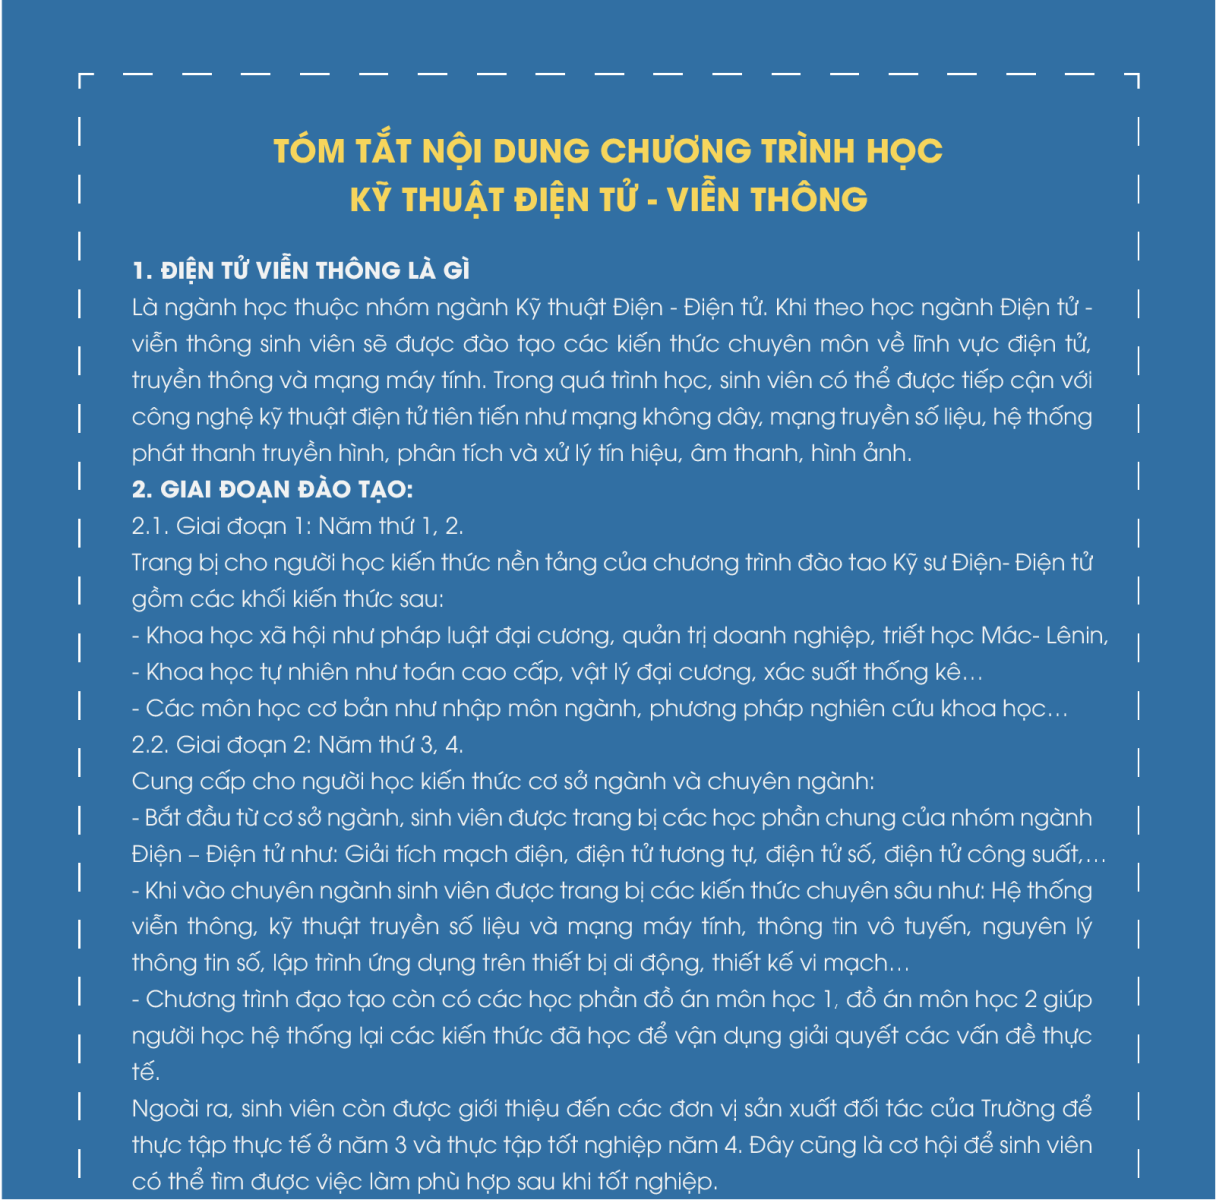 TÓM TẮT NỘI DUNG CHƯƠNG TRÌNH HỌC
KỸ THUẬT ĐIỆN TỬ - VIỄN THÔNG
1. ĐIỆN TỬ VIỄN THÔNG LÀ GÌ
Là ngành học thuộc nhóm ngành Kỹ thuật Điện - Điện tử. Khi theo học ngành Điện tử -
viễn thông sinh viên sẽ được đào tạo các kiến thức chuyên môn về lĩnh vực điện tử,
truyền thông và mạng máy tính. Trong quá trình học, sinh viên có thể được tiếp cận với
công nghệ kỹ thuật điện tử tiên tiến như mạng không dây, mạng truyền số liệu, hệ thống
phát thanh truyền hình, phân tích và xử lý tín hiệu, âm thanh, hình ảnh.
2. GIAI ĐOẠN ĐÀO TẠO:
2.1. Giai đoạn 1: Năm thứ 1, 2.
Trang bị cho người học kiến thức nền tảng của chương trình đào tao Kỹ sư Điện- Điện tử
gồm các khối kiến thức sau:
- Khoa học xã hội như pháp luật đại cương, quản trị doanh nghiệp, triết học Mác- Lênin,
- Khoa học tự nhiên như toán cao cấp, vật lý đại cương, xác suất thống kê...
- Các môn học cơ bản như nhập môn ngành, phương pháp nghiên cứu khoa học...
2.2. Giai đoạn 2: Năm thứ 3, 4.
Cung cấp cho người học kiến thức cơ sở ngành và chuyên ngành:
- Bắt đầu từ cơ sở ngành, sinh viên được trang bị các học phần chung của nhóm ngành
Điện – Điện tử như: Giải tích mạch điện, điện tử tương tự, điện tử số, điện tử công suất,...
- Khi vào chuyên ngành sinh viên được trang bị các kiến thức chuyên sâu như: Hệ thống
viễn thông, kỹ thuật truyền số liệu và mạng máy tính, thông tin vô tuyến, nguyên lý
thông tin số, lập trình ứng dụng trên thiết bị di động, thiết kế vi mạch...
- Chương trình đạo tạo còn có các học phần đồ án môn học 1, đồ án môn học 2 giúp
người học hệ thống lại các kiến thức đã học để vận dụng giải quyết các vấn đề thực
tế.
Ngoài ra, sinh viên còn được giới thiệu đến các đơn vị sản xuất đối tác của Trường để
thực tập thực tế ở năm 3 và thực tập tốt nghiệp năm 4. Đây cũng là cơ hội để sinh viên
có thể tìm được việc làm phù hợp sau khi tốt nghiệp.